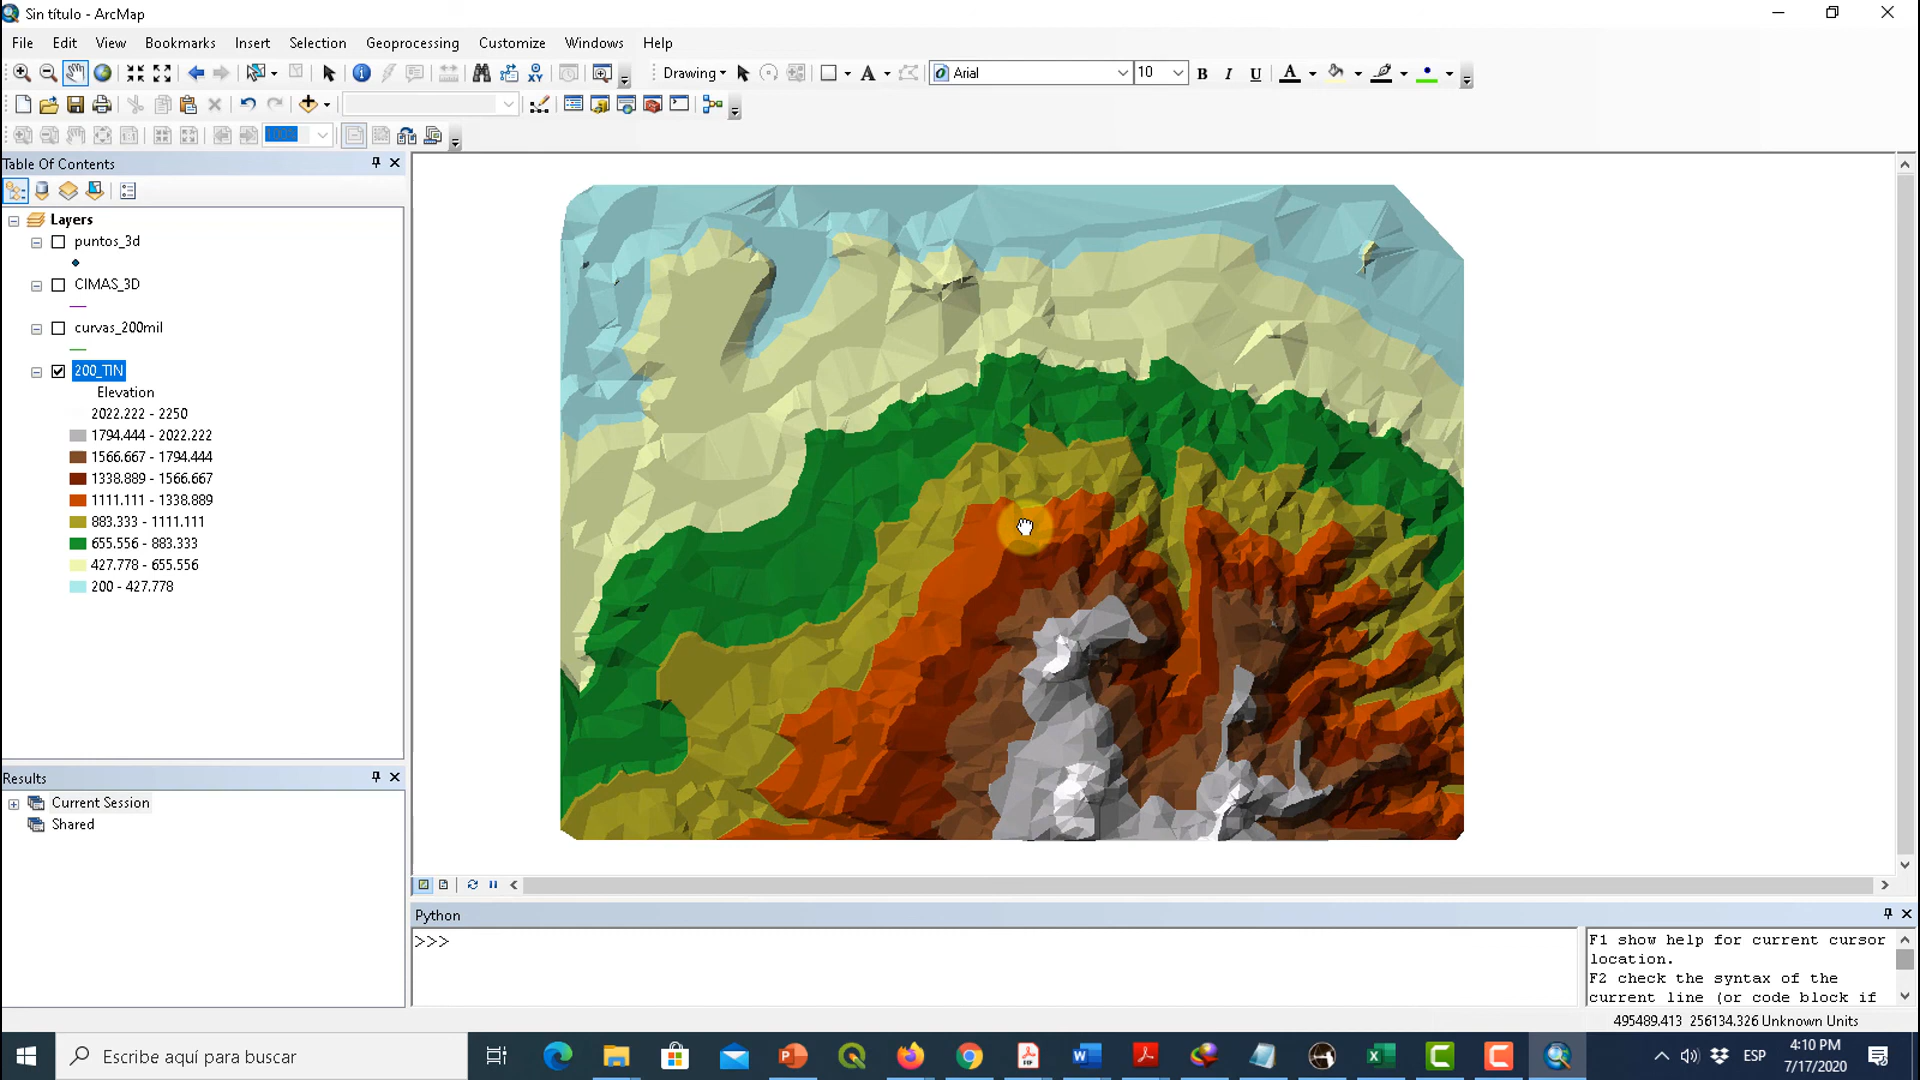 Sin título - ArcMap
File Edit View Bookmarks Insert Selection Geoprocessing Customize Windows Help
Drawing A Arial 10 B I U A
100%
Table Of Contents
Layers
puntos_3d
CIMAS_3D
curvas_200mil
200_TIN
Elevation
2022.222 - 2250
1794.444 - 2022.222
1566.667 - 1794.444
1338.889 - 1566.667
1111.111 - 1338.889
883.333 - 1111.111
655.556 - 883.333
427.778 - 655.556
200 - 427.778
Results
Current Session
Shared
Python
>>>
F1 show help for current cursor
location.
F2 check the syntax of the
current line (or code block if
495489.413 256134.326 Unknown Units
Escribe aquí para buscar
ESP
4:10 PM
7/17/2020